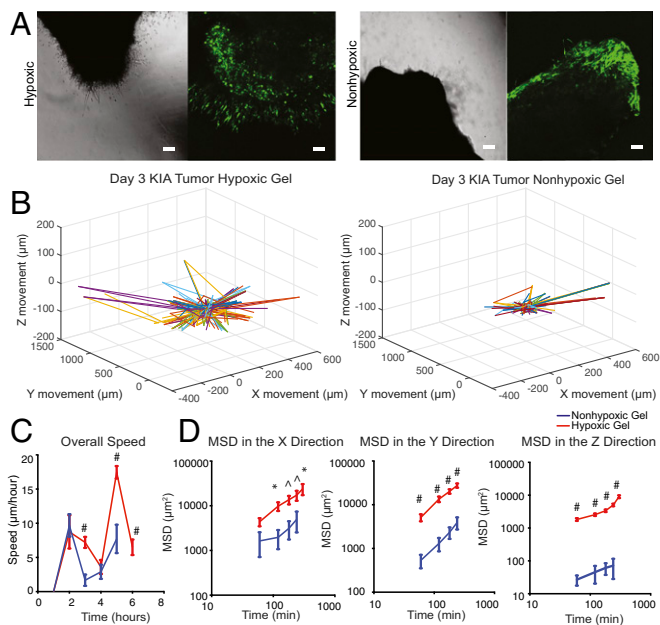 A
Hypoxic
Nonhypoxic
Day 3 KIA Tumor Hypoxic Gel
Day 3 KIA Tumor Nonhypoxic Gel
B
Z movement (µm)
200
100
0
-100
-200
1500
1000
500
0
Y movement (µm)
-400
-200
0
200
400
600
X movement (µm)
Z movement (µm)
200
100
0
-100
-200
1500
1000
500
0
Y movement (µm)
-400
-200
0
200
400
600
X movement (µm)
Nonhypoxic Gel
Hypoxic Gel
C
Overall Speed
Speed (µm/hour)
20
15
10
5
0
0 2 4 6 8
Time (hours)
# # #
D
MSD in the X Direction
MSD (µm²)
100000
10000
1000
100
10 100 1000
Time (min)
* ^ ^ *
MSD in the Y Direction
MSD (µm²)
100000
10000
1000
100
10 100 1000
Time (min)
# # # #
MSD in the Z Direction
MSD (µm²)
100000
10000
1000
100
10
10 100 1000
Time (min)
# # # #